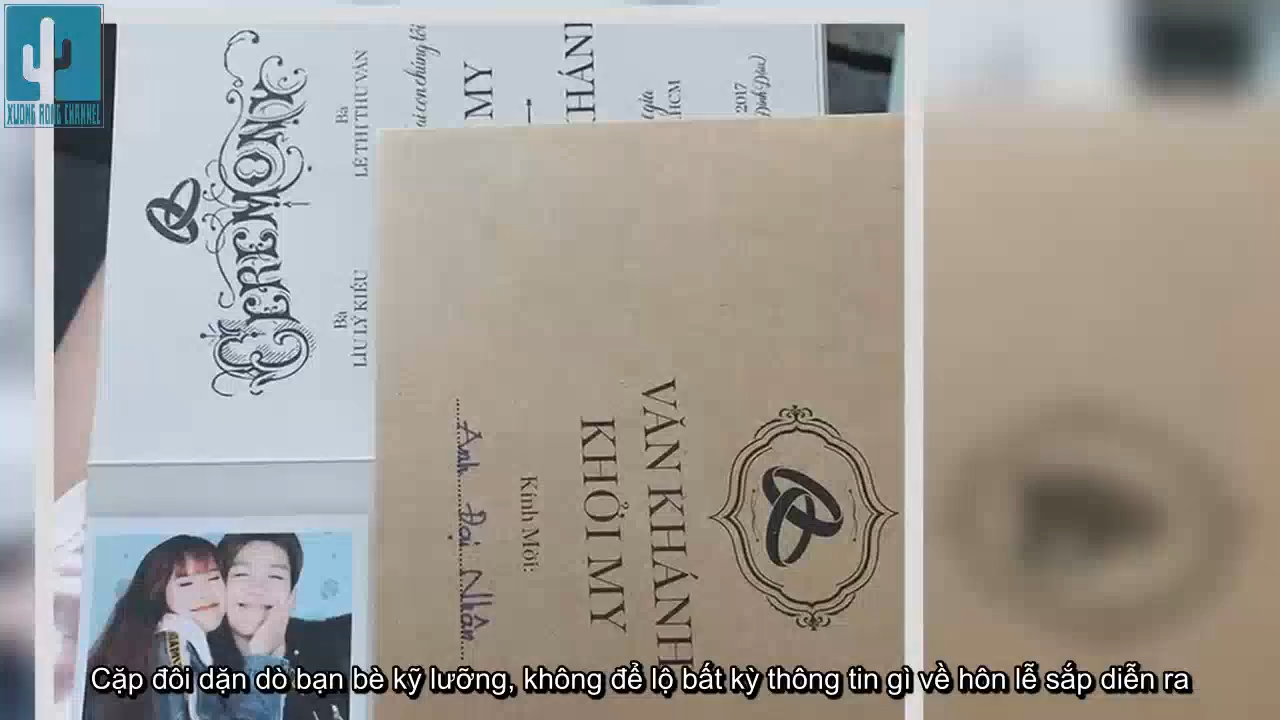 XUONG RONG CHANNEL
CEREMONY
Bà
LÊ THỊ THU VÂN
Bà
LÌU LÝ KIỀU
MY
HCM
2017
VĂN KHÁNH
KHỞI MY
Kính Mời:
Anh Đại Nhân
Cặp đôi dặn dò bạn bè kỹ lưỡng, không để lộ bất kỳ thông tin gì về hôn lễ sắp diễn ra